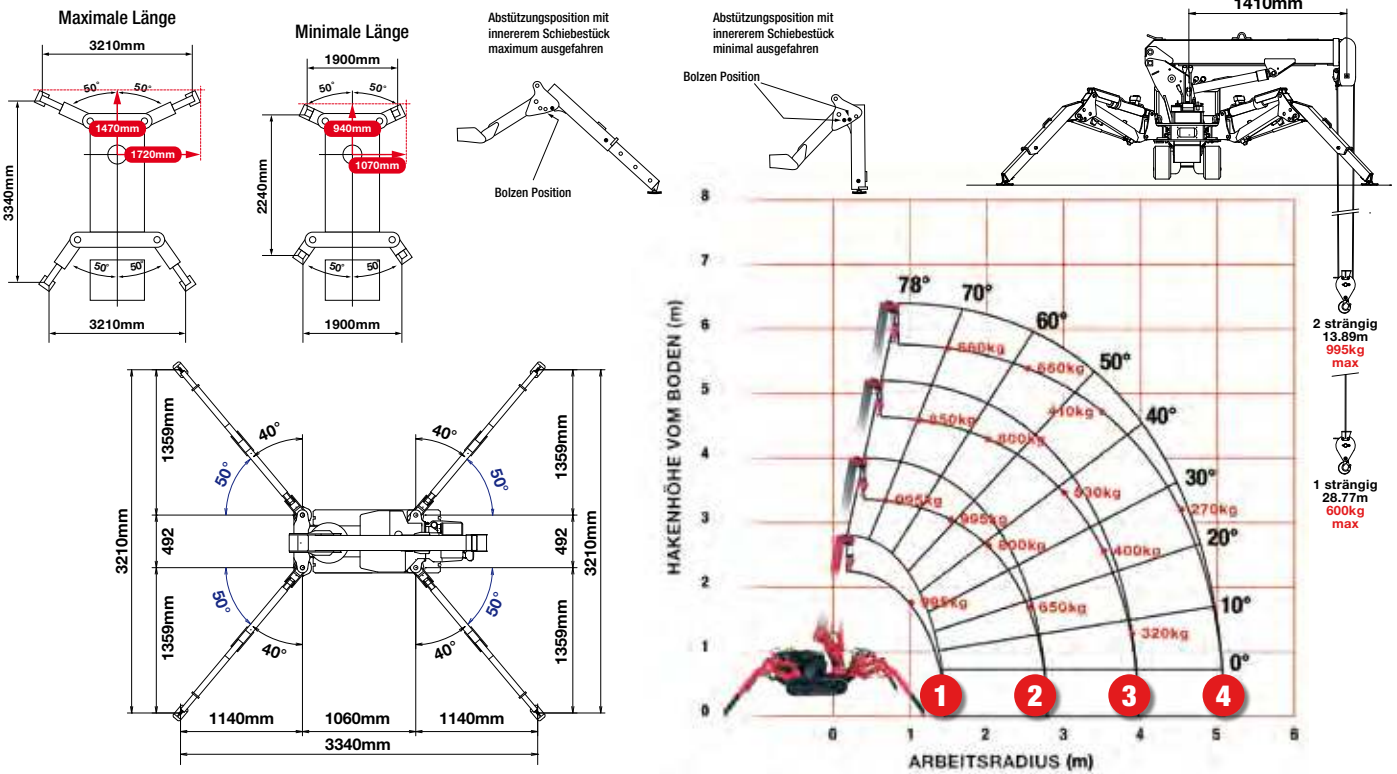 Maximale Länge
3210mm
50°
50°
1470mm
1720mm
3340mm
50°
50°
3210mm
Minimale Länge
1900mm
50°
50°
940mm
1070mm
2240mm
50°
50°
1900mm
Abstützungsposition mit
innererem Schiebestück
maximum ausgefahren
Bolzen Position
Abstützungsposition mit
innererem Schiebestück
minimal ausgefahren
Bolzen Position
1410mm
2 strängig
13.89m
995kg
max
1 strängig
28.77m
600kg
max
3210mm
1359mm
492
1359mm
40°
50°
50°
40°
40°
50°
50°
40°
1359mm
492
1359mm
3210mm
1140mm
1060mm
1140mm
3340mm
HAKENHÖHE VOM BODEN (m)
8
7
6
5
4
3
2
1
0
78°
70°
60°
50°
40°
30°
20°
10°
0°
660kg
660kg
410kg
270kg
850kg
800kg
530kg
400kg
320kg
995kg
995kg
800kg
650kg
995kg
1
2
3
4
0
1
2
3
4
5
6
ARBEITSRADIUS (m)